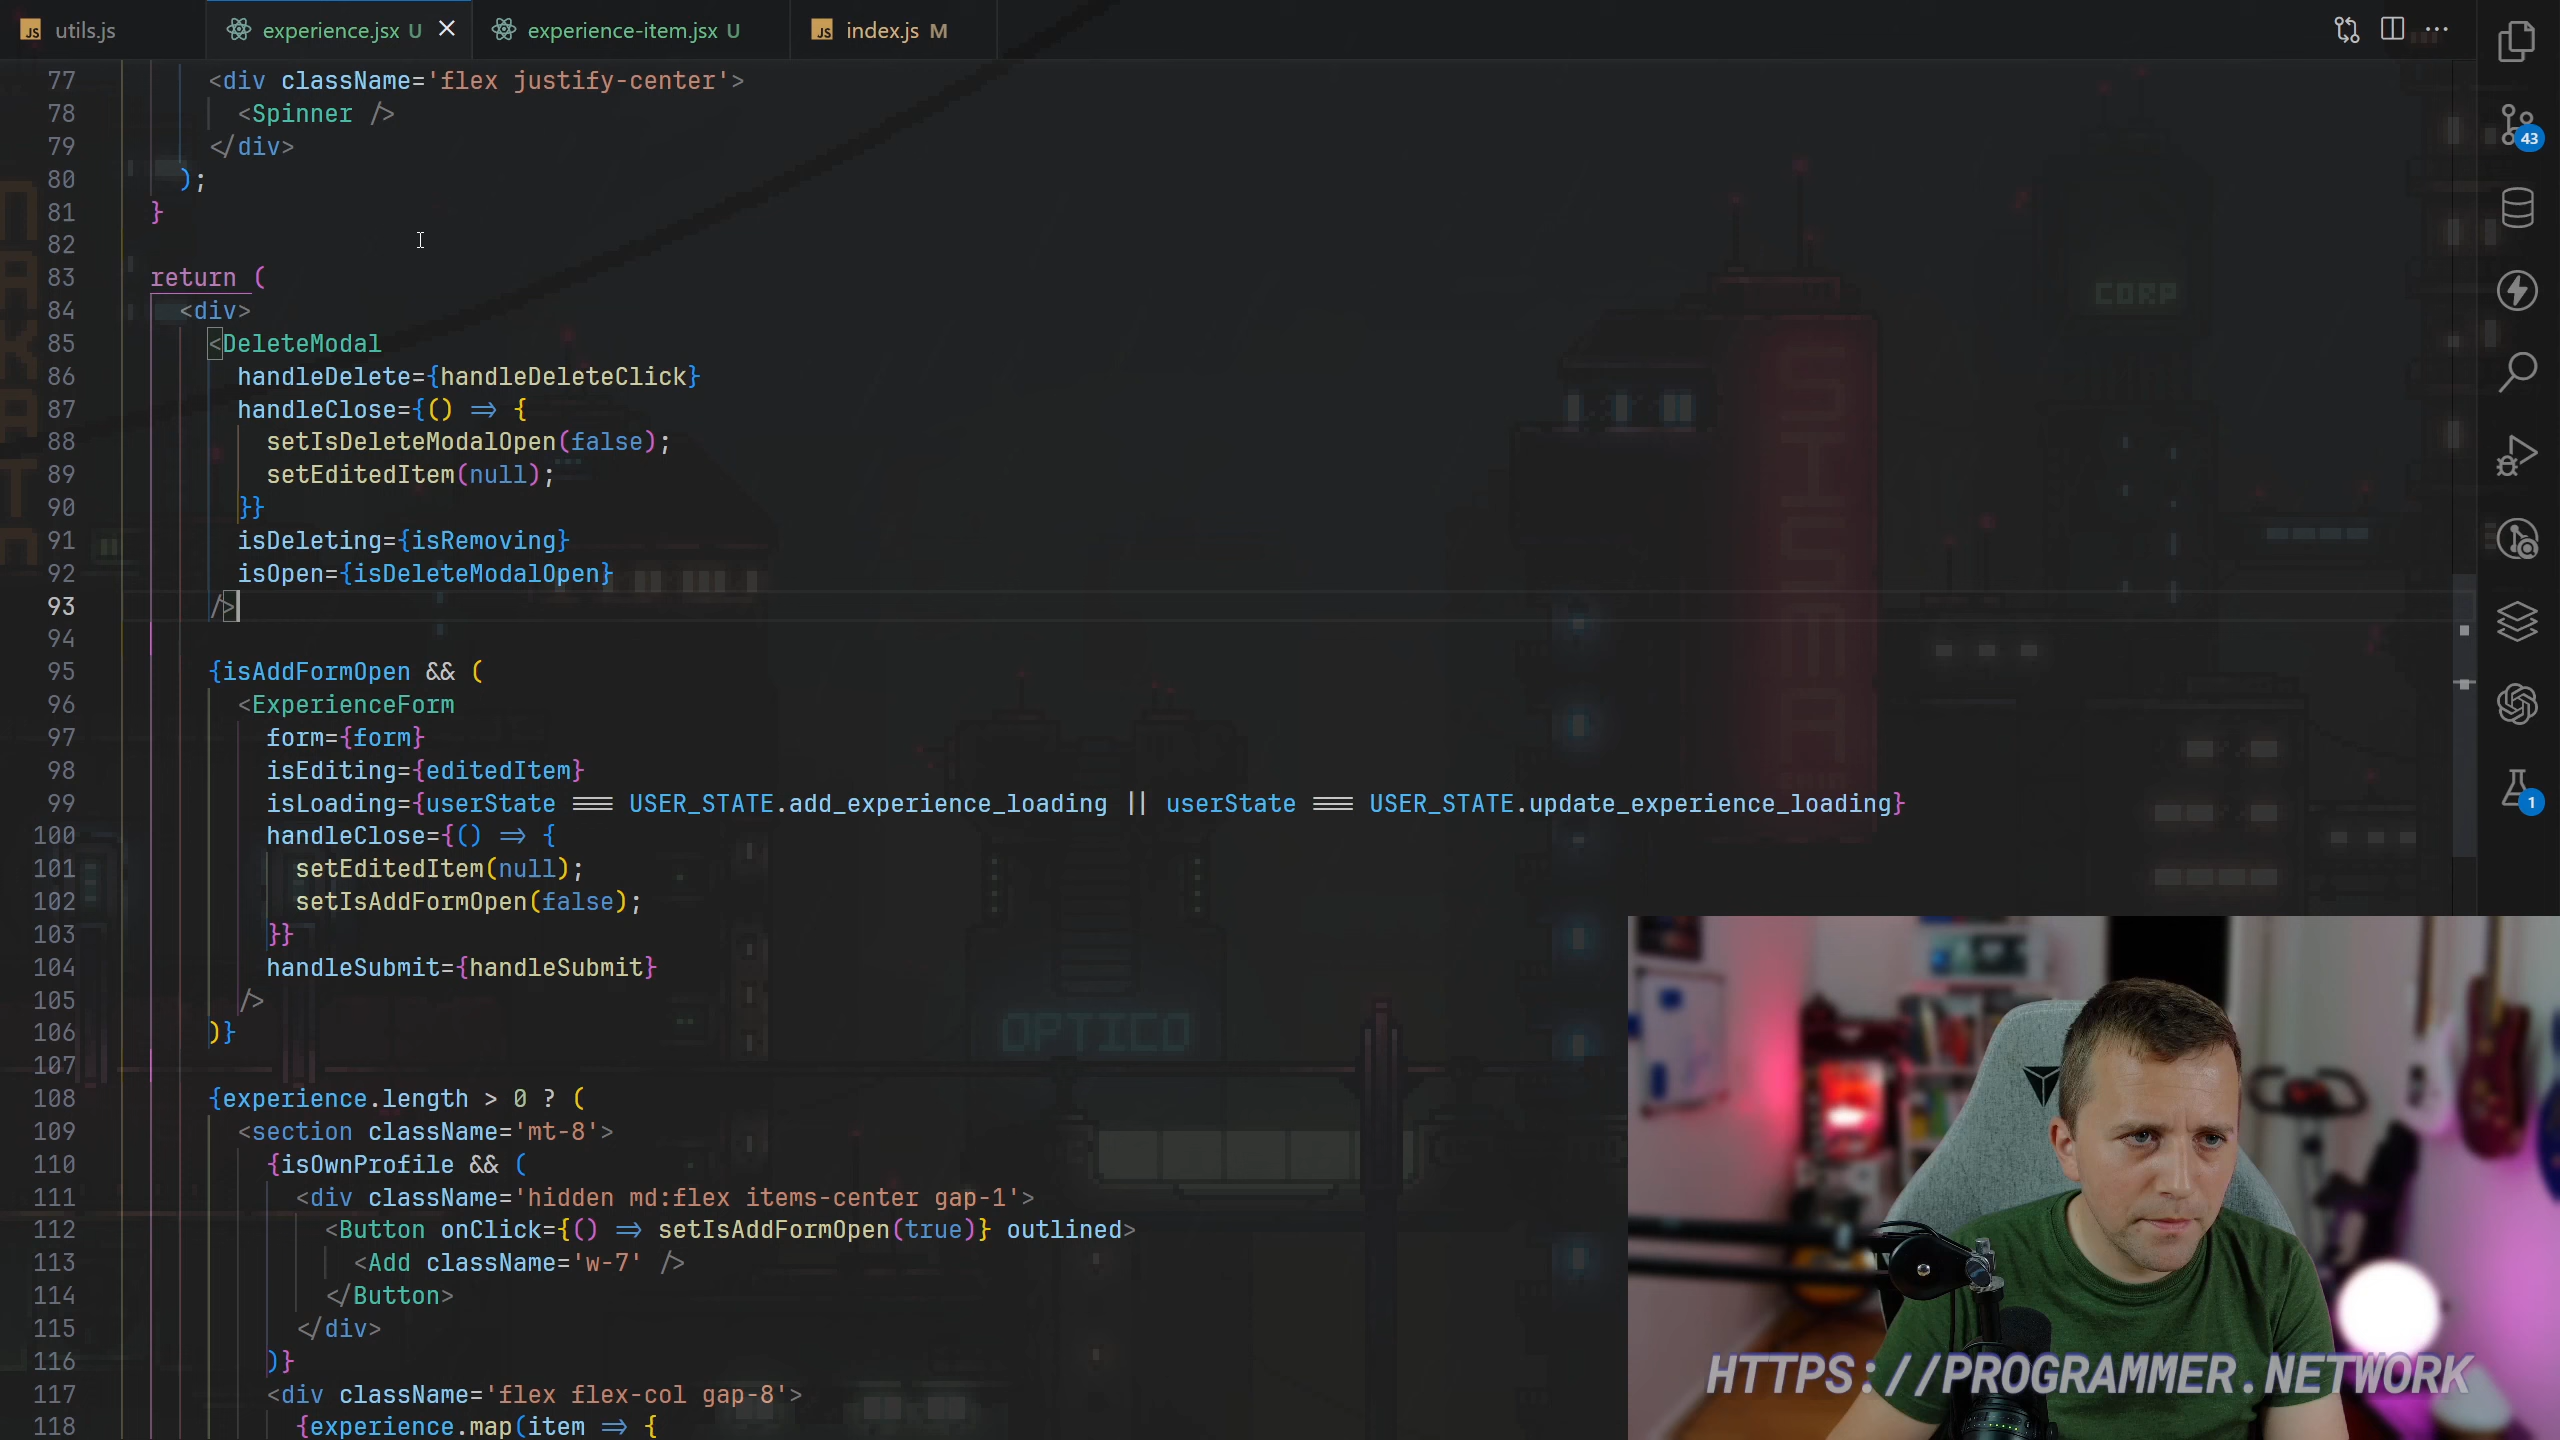 utils.js
experience.jsx U
experience-item.jsx U
index.js M
77 <div className='flex justify-center'>
78 <Spinner />
79 </div>
80 );
81 }
82
83 return (
84 <div>
85 <DeleteModal
86 handleDelete={handleDeleteClick}
87 handleClose={() => {
88 setIsDeleteModalOpen(false);
89 setEditedItem(null);
90 }}
91 isDeleting={isRemoving}
92 isOpen={isDeleteModalOpen}
93 />
94
95 {isAddFormOpen && (
96 <ExperienceForm
97 form={form}
98 isEditing={editedItem}
99 isLoading={userState === USER_STATE.add_experience_loading || userState === USER_STATE.update_experience_loading}
100 handleClose={() => {
101 setEditedItem(null);
102 setIsAddFormOpen(false);
103 }}
104 handleSubmit={handleSubmit}
105 />
106 )}
107
108 {experience.length > 0 ? (
109 <section className='mt-8'>
110 {isOwnProfile && (
111 <div className='hidden md:flex items-center gap-1'>
112 <Button onClick={() => setIsAddFormOpen(true)} outlined>
113 <Add className='w-7' />
114 </Button>
115 </div>
116 )}
117 <div className='flex flex-col gap-8'>
118 {experience.map(item => {
43
1
CORP
OPTICO
HTTPS://PROGRAMMER.NETWORK